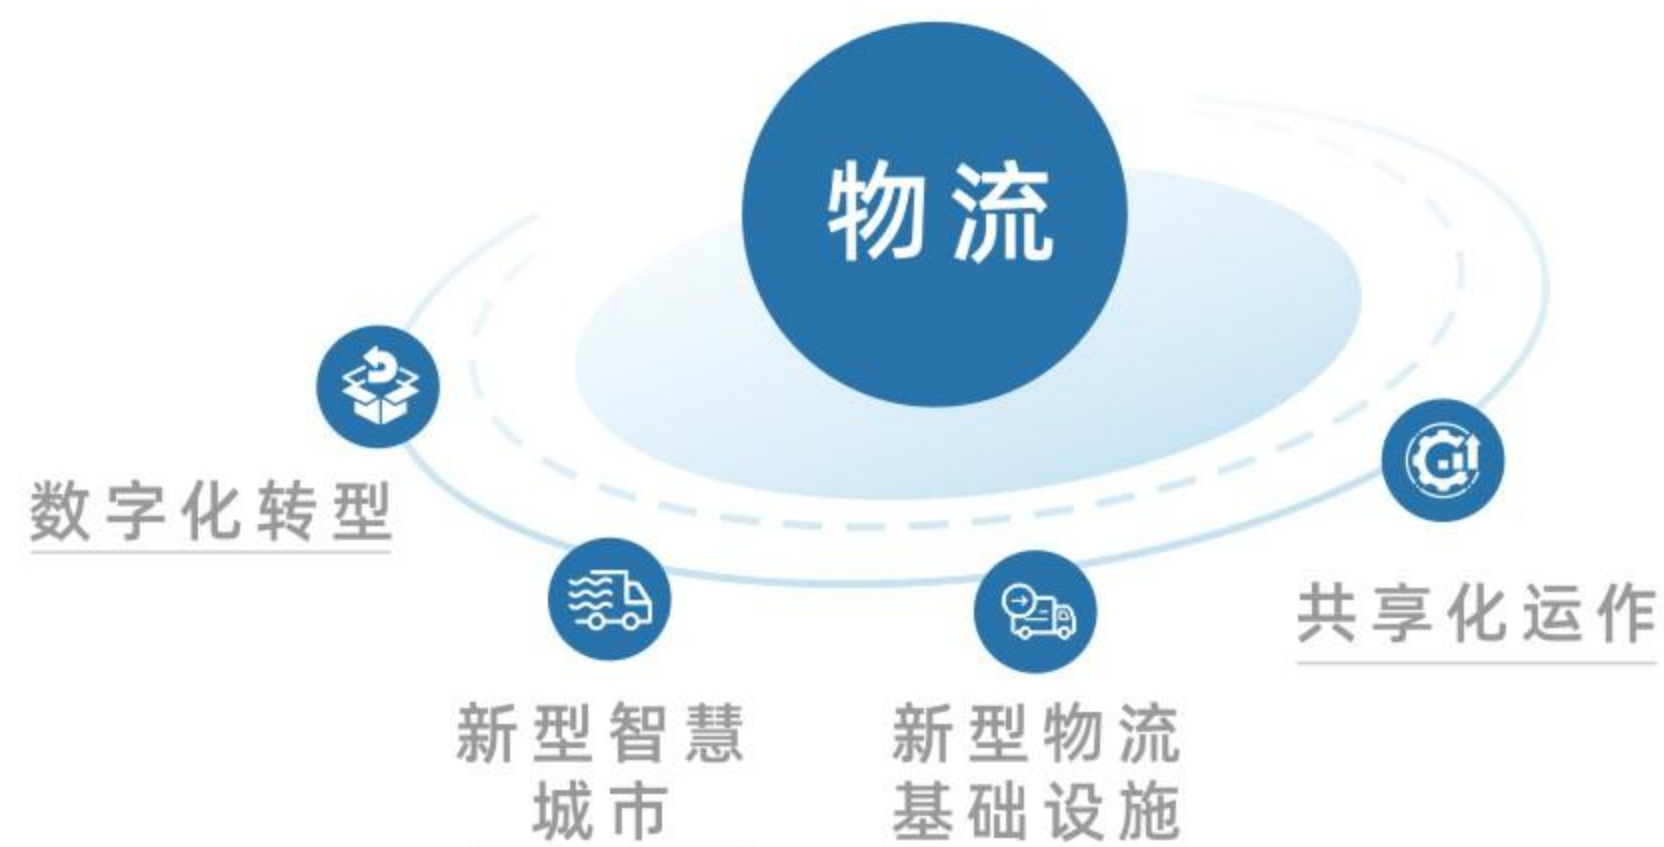 物流
数字化转型
新型智慧
城市
新型物流
基础设施
共享化运作